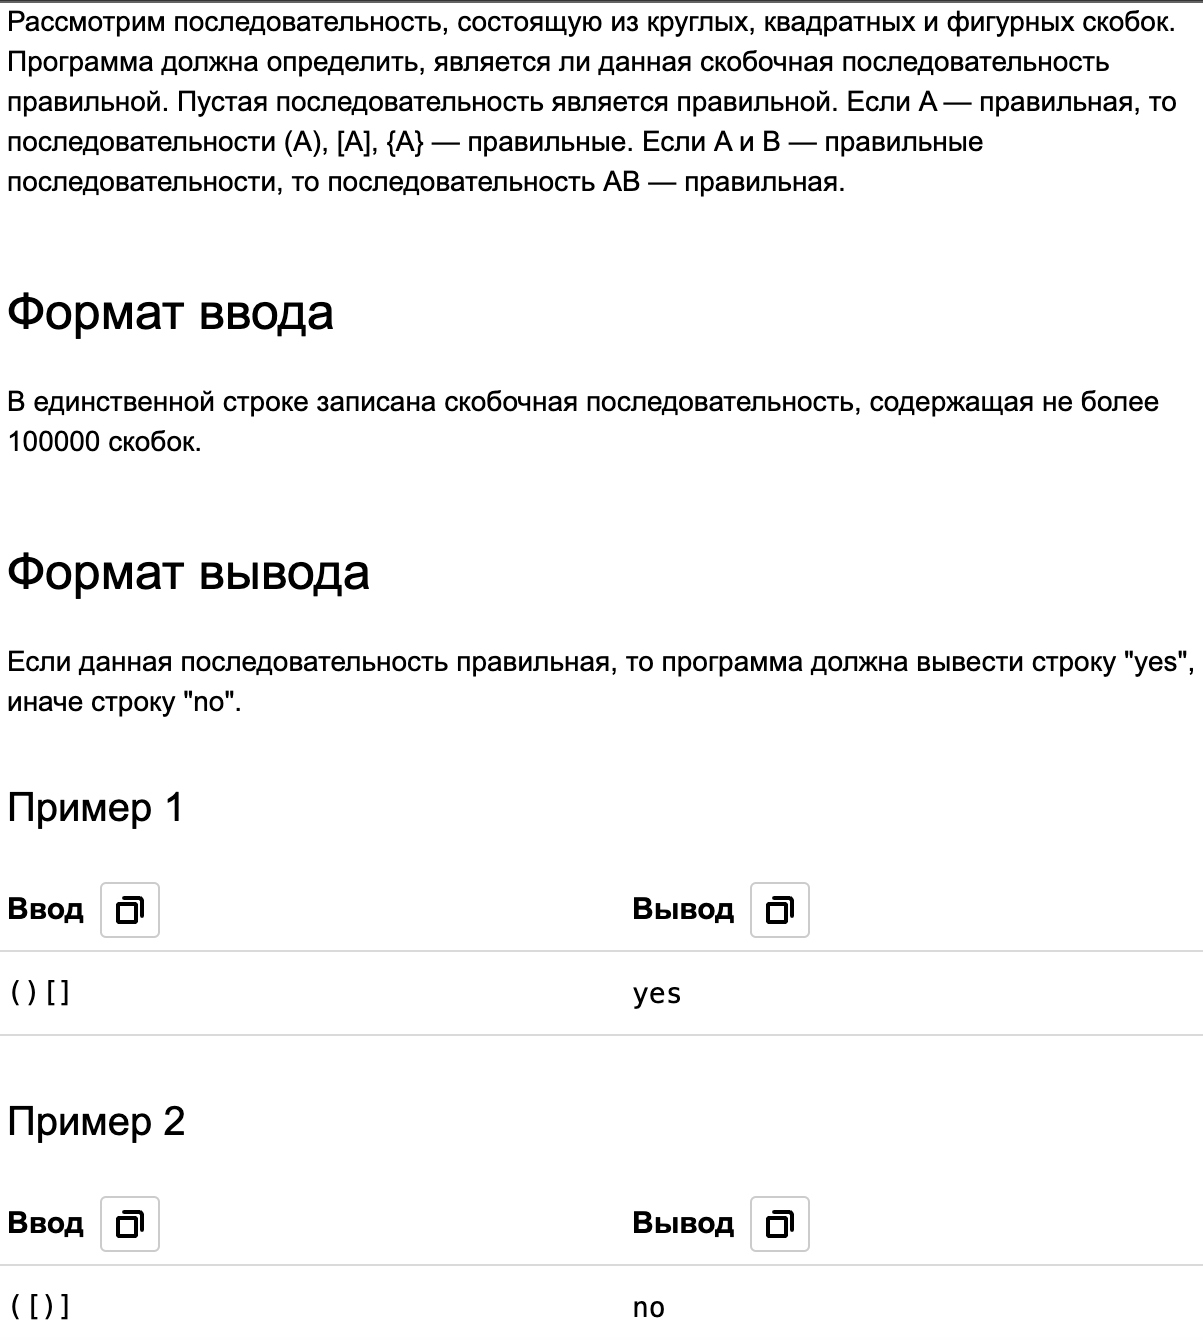 Рассмотрим последовательность, состоящую из круглых, квадратных и фигурных скобок.
Программа должна определить, является ли данная скобочная последовательность
правильной. Пустая последовательность является правильной. Если A — правильная, то
последовательности (A), [A], {A} — правильные. Если A и B — правильные
последовательности, то последовательность AB — правильная.
Формат ввода
В единственной строке записана скобочная последовательность, содержащая не более
100000 скобок.
Формат вывода
Если данная последовательность правильная, то программа должна вывести строку "yes",
иначе строку "no".
Пример 1
Ввод Вывод
()[] yes
Пример 2
Ввод Вывод
([)] no